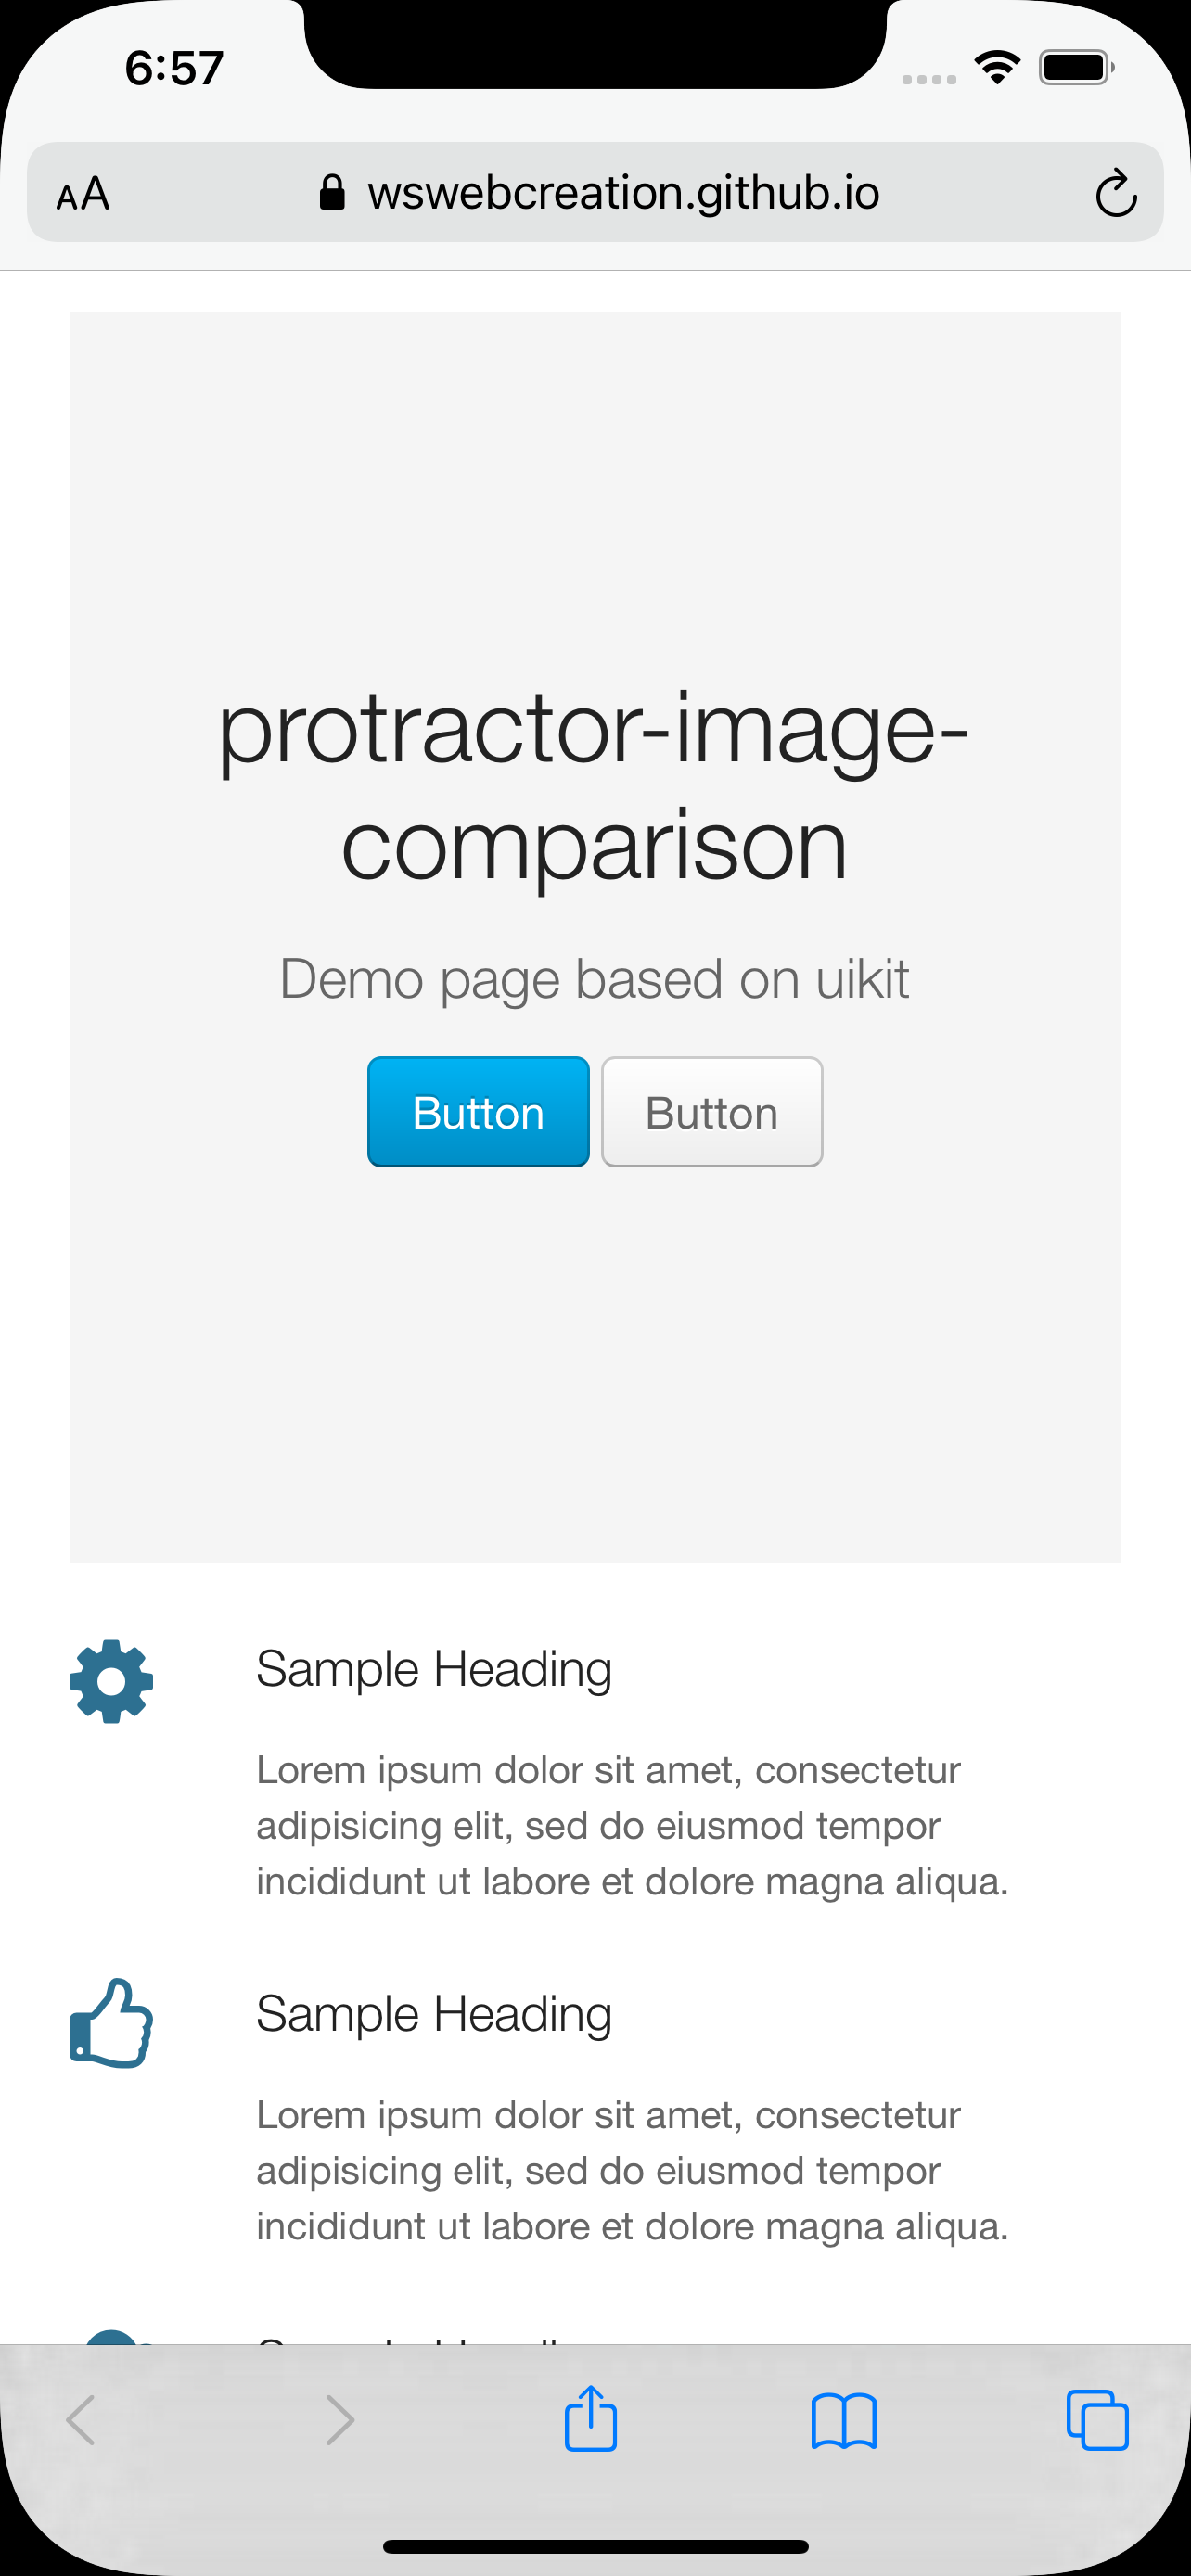 6:57
AA
wswebcreation.github.io
protractor-image-
comparison
Demo page based on uikit
Button Button
Sample Heading
Lorem ipsum dolor sit amet, consectetur
adipisicing elit, sed do eiusmod tempor
incididunt ut labore et dolore magna aliqua.
Sample Heading
Lorem ipsum dolor sit amet, consectetur
adipisicing elit, sed do eiusmod tempor
incididunt ut labore et dolore magna aliqua.